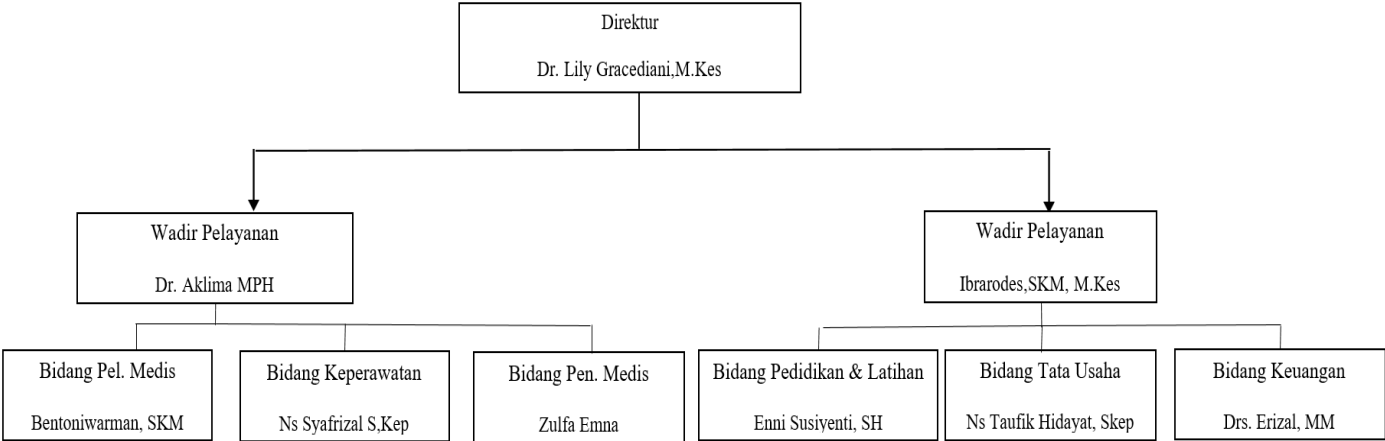 Direktur
Dr. Lily Gracediani,M.Kes
Wadir Pelayanan
Dr. Aklima MPH
Wadir Pelayanan
Ibrarodes,SKM, M.Kes
Bidang Pel. Medis
Bentoniwarman, SKM
Bidang Keperawatan
Ns Syafrizal S,Kep
Bidang Pen. Medis
Zulfa Emna
Bidang Pedidikan & Latihan
Enni Susiyenti, SH
Bidang Tata Usaha
Ns Taufik Hidayat, Skep
Bidang Keuangan
Drs. Erizal, MM